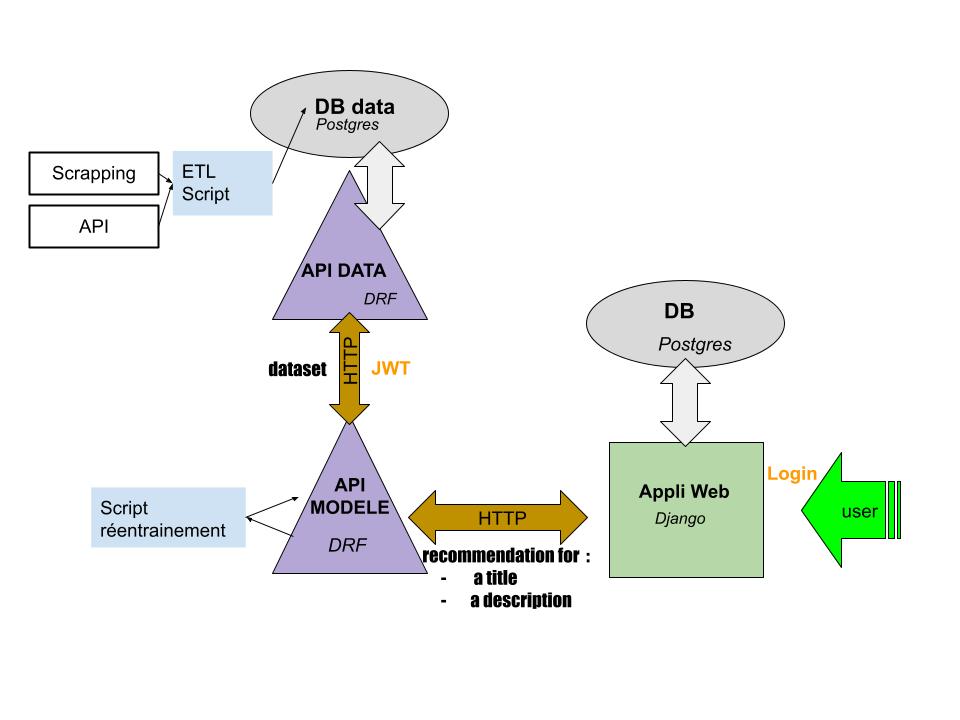 DB data
Postgres
Scrapping
ETL
Script
API
API DATA
DRF
DB
Postgres
dataset
HTTP
JWT
Login
API
MODELE
DRF
Script
réentrainement
HTTP
Appli Web
Django
user
recommendation for :
- a title
- a description